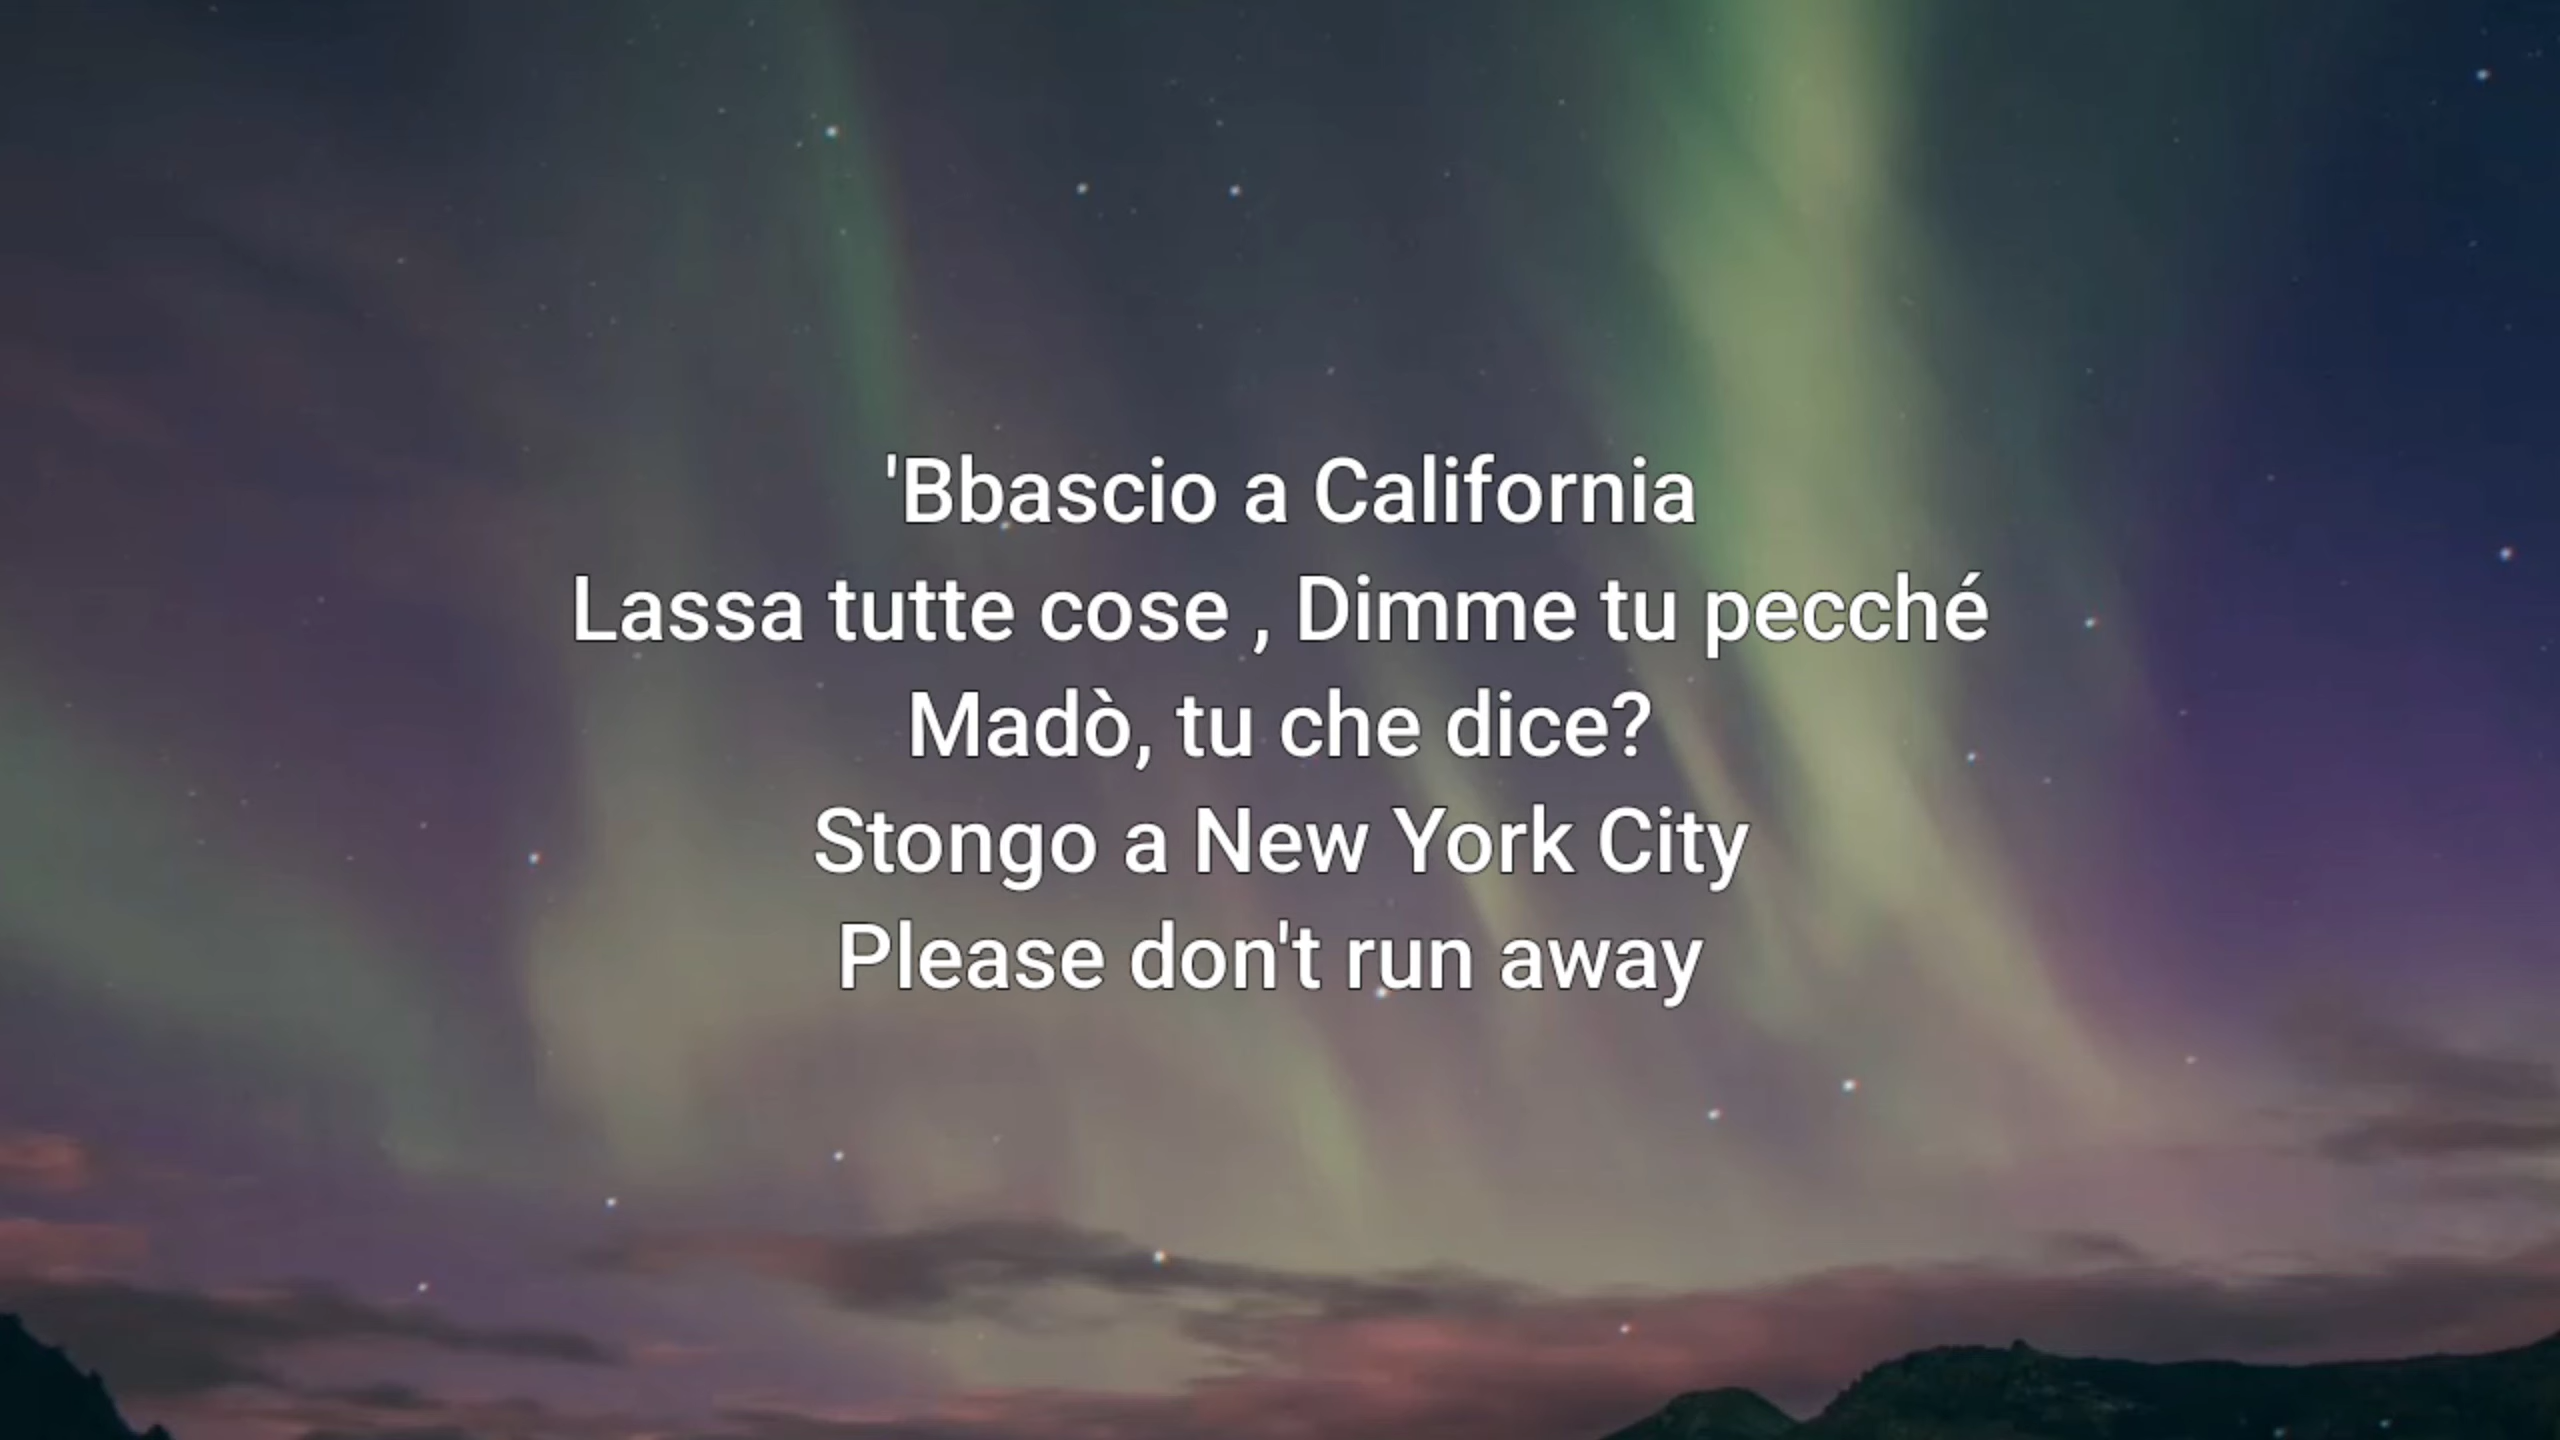 'Bbascio a California
Lassa tutte cose , Dimme tu pecché
Madò, tu che dice?
Stongo a New York City
Please don't run away